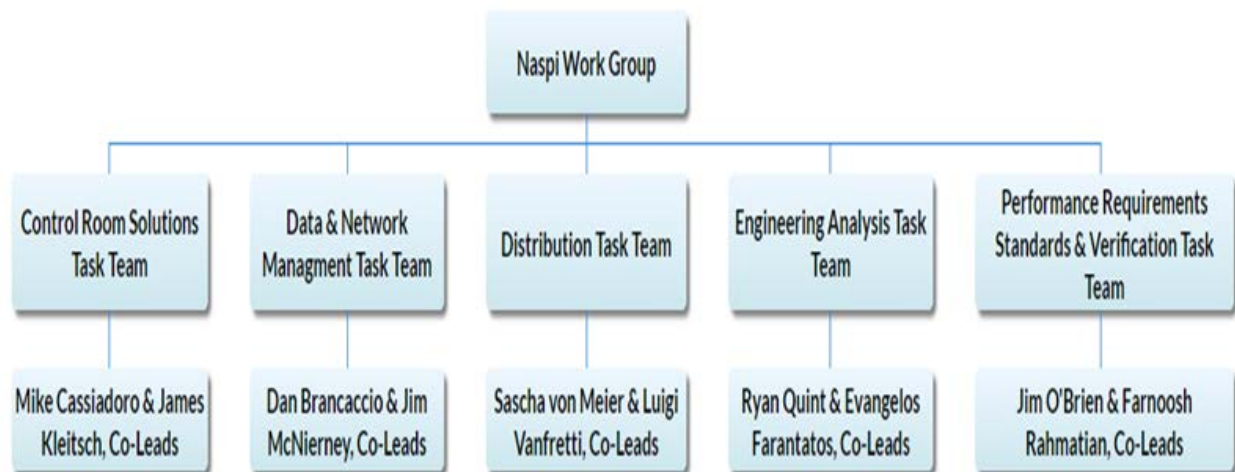 Naspi Work Group
Control Room Solutions
Task Team
Data & Network
Managment Task Team
Distribution Task Team
Engineering Analysis Task
Team
Performance Requirements
Standards & Verification Task
Team
Mike Cassiadoro & James
Kleitsch, Co-Leads
Dan Brancaccio & Jim
McNierney, Co-Leads
Sascha von Meier & Luigi
Vanfretti, Co-Leads
Ryan Quint & Evangelos
Farantatos, Co-Leads
Jim O'Brien & Farnoosh
Rahmatian, Co-Leads